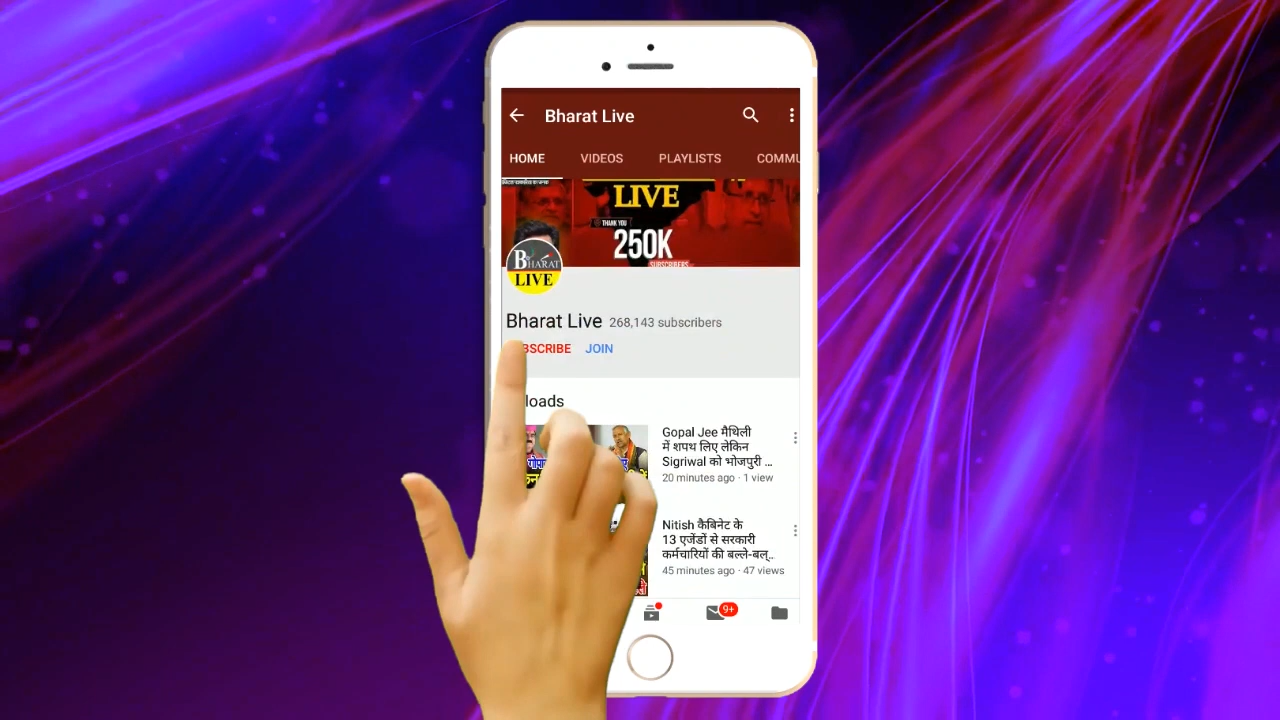 Bharat Live
HOME VIDEOS PLAYLISTS COMMU
LIVE
THANK YOU
250K
SUBSCRIBERS
BHARAT
LIVE
Bharat Live 268,143 subscribers
BSCRIBE JOIN
loads
Gopal Jee मैथिली
में शपथ लिए लेकिन
Sigriwal को भोजपुरी ...
20 minutes ago · 1 view
Nitish कैबिनेट के
13 एजेंडों से सरकारी
कर्मचारियों की बल्ले-बल्..
45 minutes ago · 47 views
9+